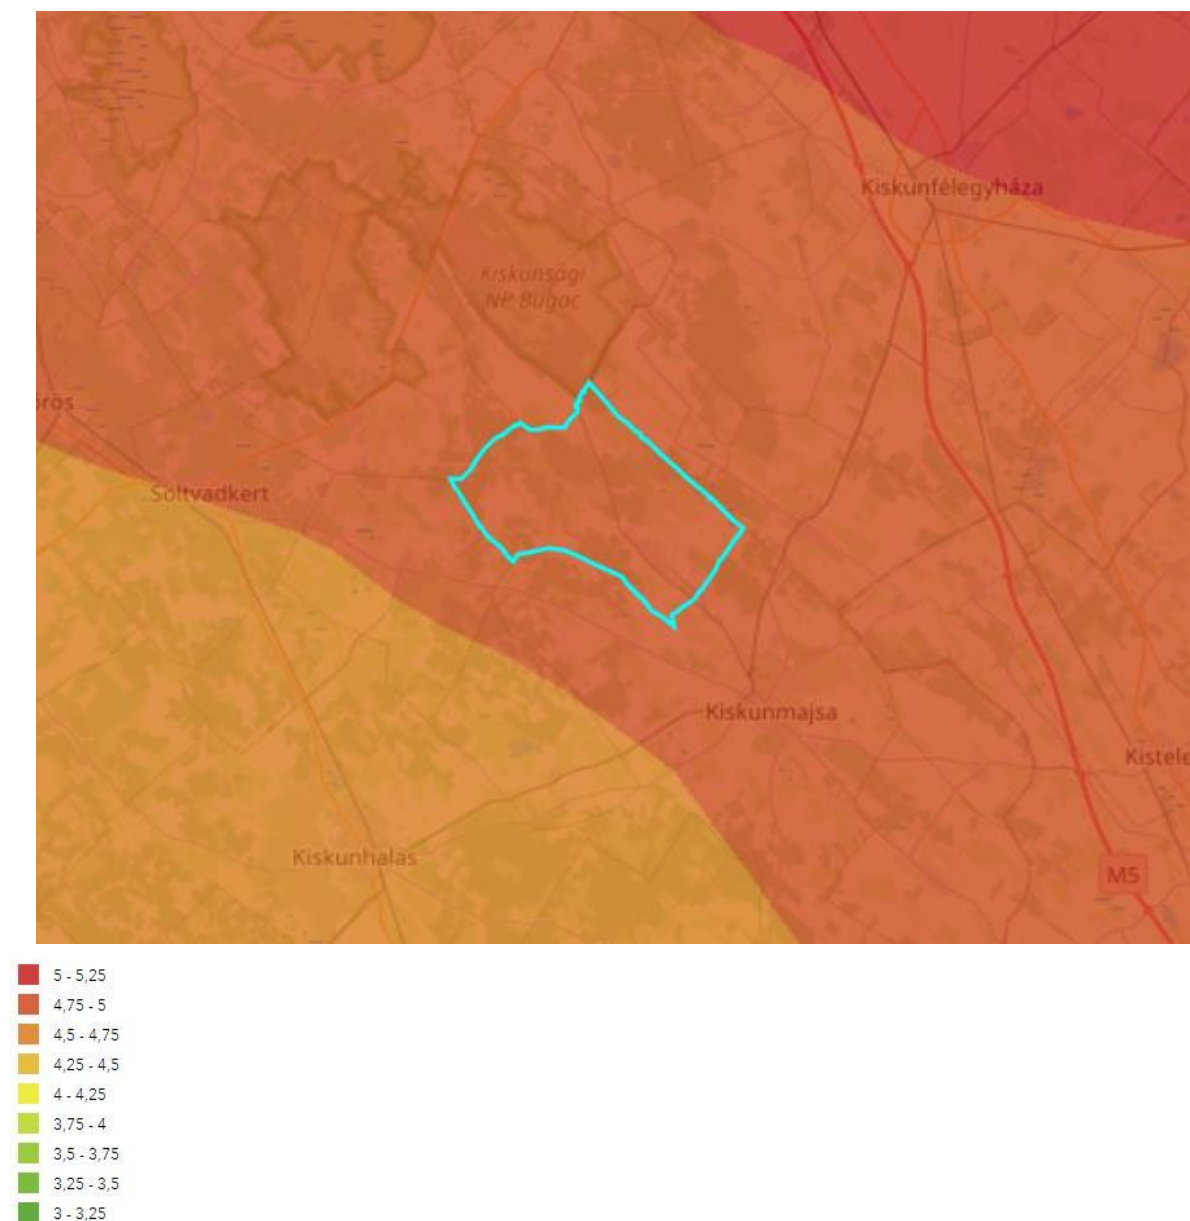 Kiskunfélegyháza
Kiskunsági
NP Bugac
örös
Soltvadkert
Kiskunmajsa
Kistele
Kiskunhalas
M5
5 - 5,25
4,75 - 5
4,5 - 4,75
4,25 - 4,5
4 - 4,25
3,75 - 4
3,5 - 3,75
3,25 - 3,5
3 - 3,25